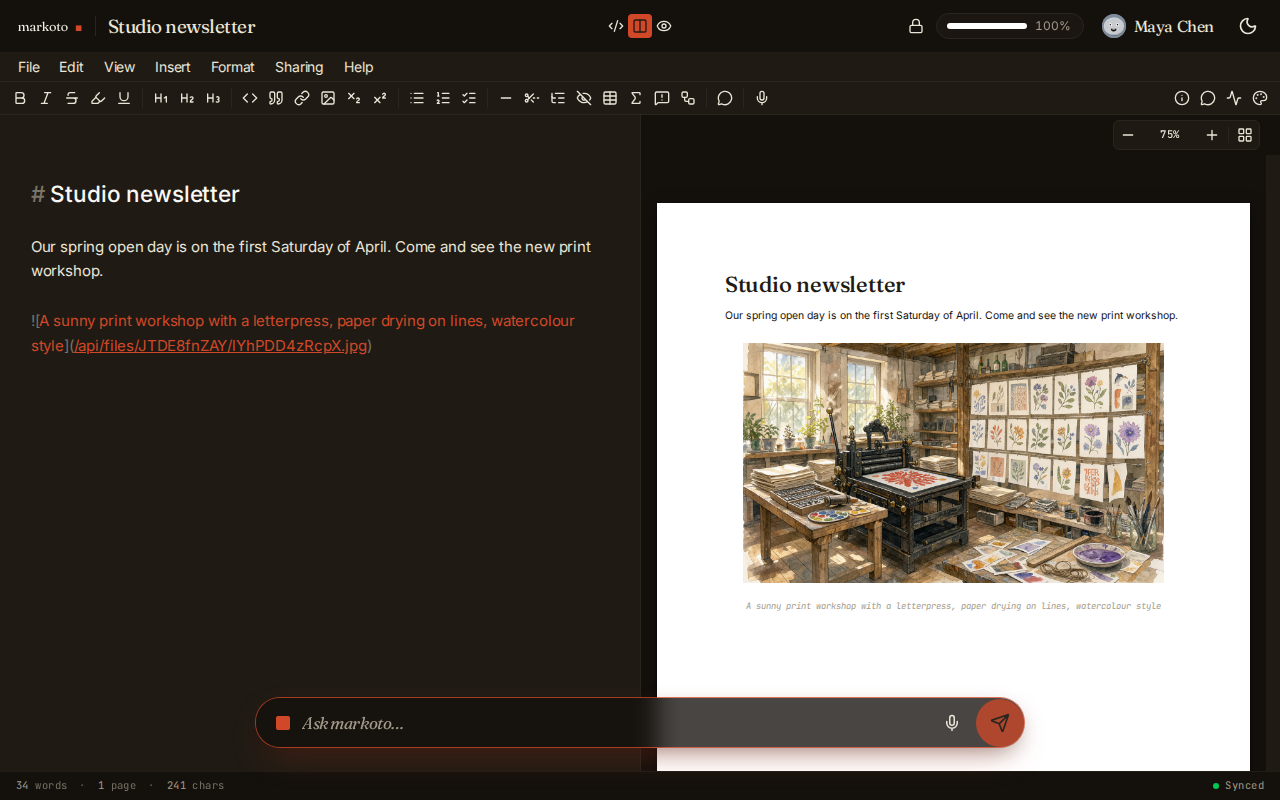 markoto
Studio newsletter
100%
Maya Chen
File Edit View Insert Format Sharing Help
H1 H2 H3
75%
# Studio newsletter
Our spring open day is on the first Saturday of April. Come and see the new print
workshop.
![A sunny print workshop with a letterpress, paper drying on lines, watercolour
style](/api/files/JTDE8fnZAY/IYhPDD4zRcpX.jpg)
Studio newsletter
Our spring open day is on the first Saturday of April. Come and see the new print workshop.
A sunny print workshop with a letterpress, paper drying on lines, watercolour style
Ask markoto...
34 words · 1 page · 241 chars
Synced